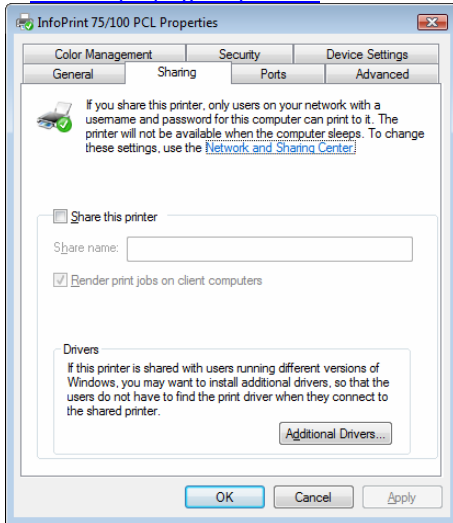 InfoPrint 75/100 PCL Properties
Color Management Security Device Settings
General Sharing Ports Advanced
If you share this printer, only users on your network with a
username and password for this computer can print to it. The
printer will not be available when the computer sleeps. To change
these settings, use the Network and Sharing Center.
Share this printer
Share name:
Render print jobs on client computers
Drivers
If this printer is shared with users running different versions of
Windows, you may want to install additional drivers, so that the
users do not have to find the print driver when they connect to
the shared printer.
Additional Drivers...
OK Cancel Apply